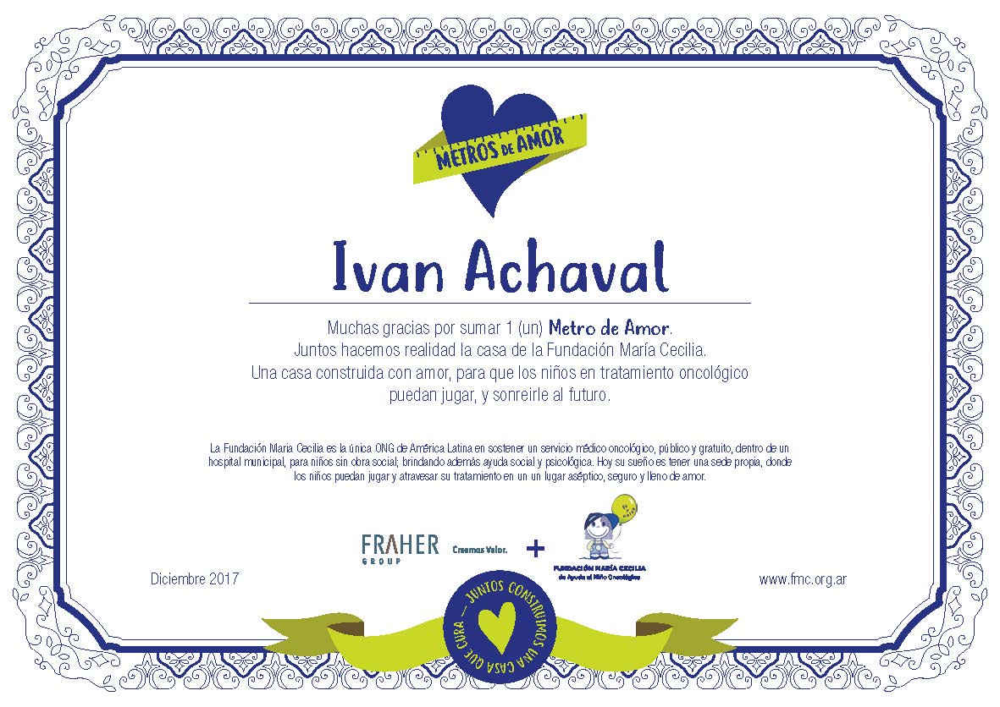 METROS DE AMOR
Ivan Achaval
Muchas gracias por sumar 1 (un) Metro de Amor.
Juntos hacemos realidad la casa de la Fundación María Cecilia.
Una casa construida con amor, para que los niños en tratamiento oncológico
puedan jugar, y sonreirle al futuro.
La Fundación Maria Cecilia es la única ONG de América Latina en sostener un servicio médico oncológico, público y gratuito, dentro de un
hospital municipal, para niños sin obra social; brindando además ayuda social y psicológica. Hoy su sueño es tener una sede propia, donde
los niños puedan jugar y atravesar su tratamiento en un un lugar aséptico, seguro y lleno de amor.
FRAHER
GROUP
Creamos Valor.
+
FUNDACIÓN MARÍA CECILIA
de Ayuda al Niño Oncológico
Diciembre 2017
www.fmc.org.ar
JUNTOS CONSTRUIMOS UNA CASA QUE CURA —